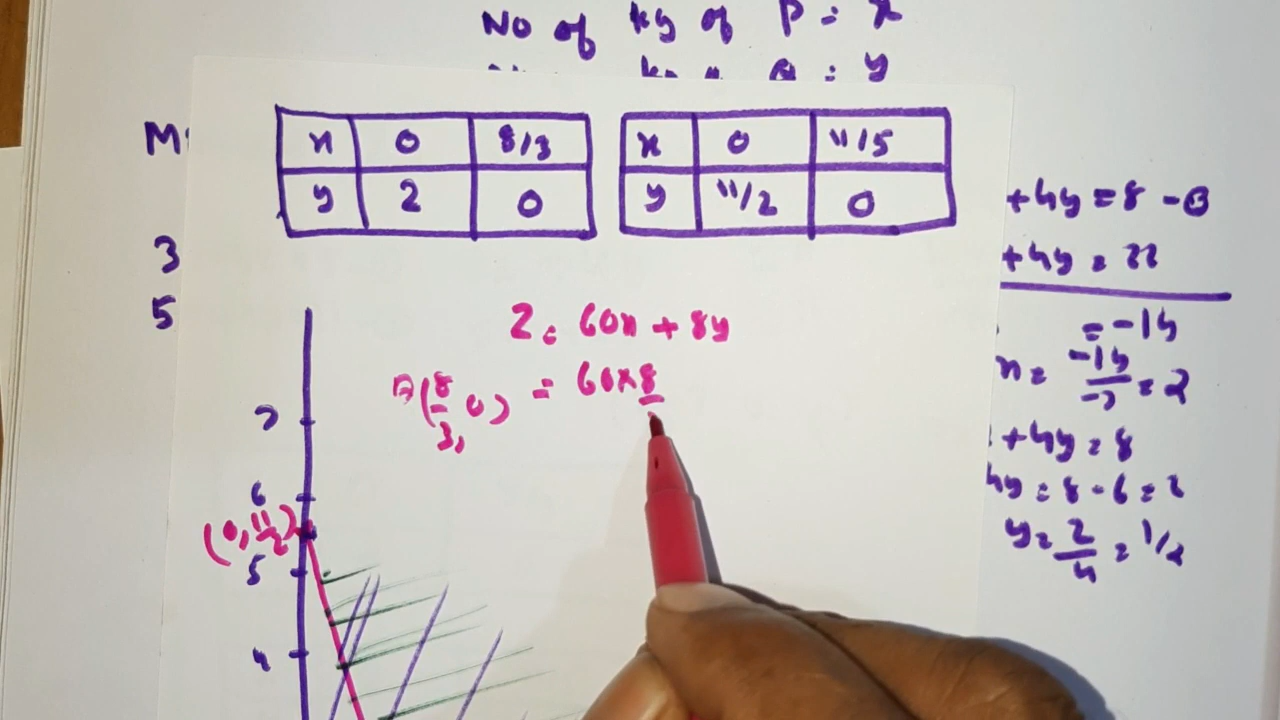 No of kg of P = x
y
x 0 8/3
y 2 0
x 0 11/5
y 11/2 0
3
5
+4y = 8 - ①
+4y = 22
= -14
x = -14/-7 = 2
+4y = 8
4y = 8 - 6 = 2
y = 2/4 = 1/2
Z = 60x + 8y
(8/3, 0) = 60 x 8
7
6
(0, 11/2)
5
4